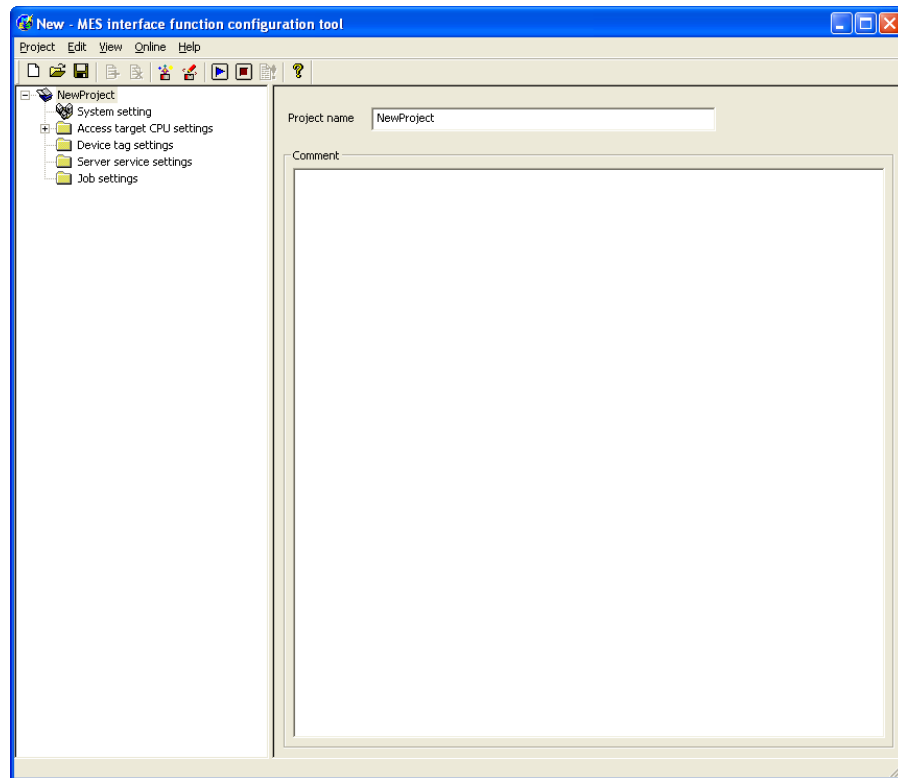 New - MES interface function configuration tool
Project Edit View Online Help
NewProject
System setting
Access target CPU settings
Device tag settings
Server service settings
Job settings
Project name NewProject
Comment